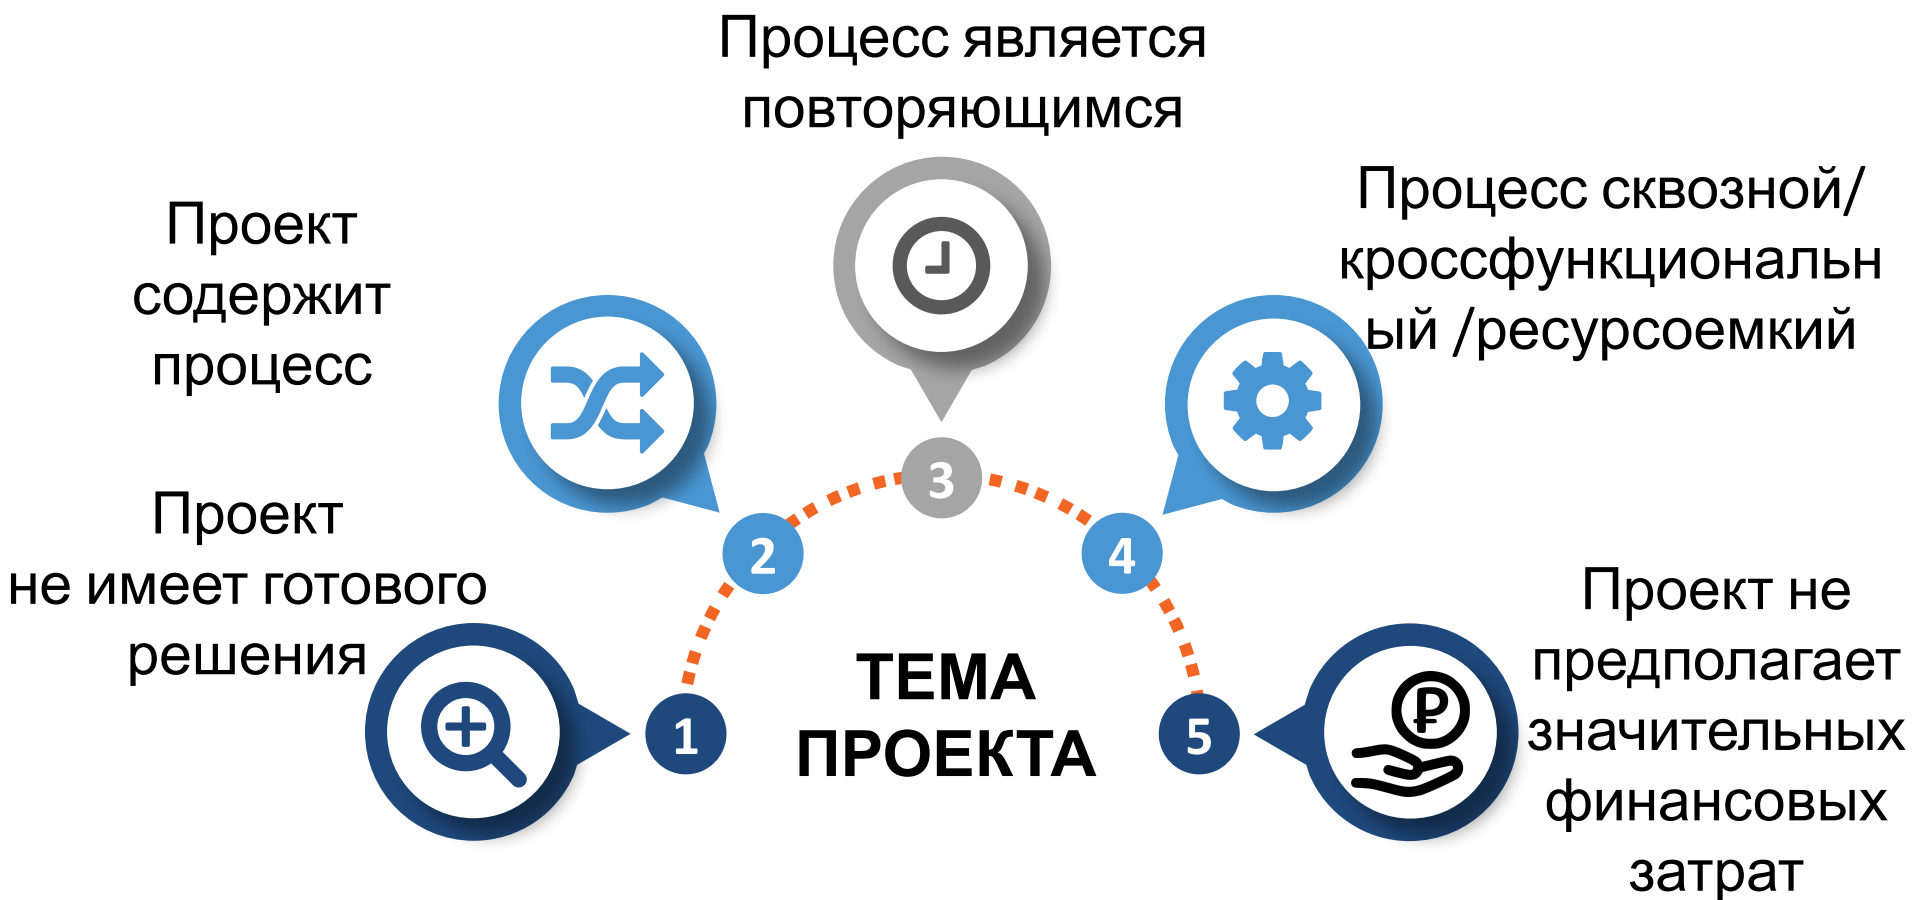 Процесс является
повторяющимся
Проект
содержит
процесс
Процесс сквозной/
кроссфункциональн
ый /ресурсоемкий
Проект
не имеет готового
решения
Проект не
предполагает
значительных
финансовых
затрат
1
2
3
4
5
ТЕМА
ПРОЕКТА